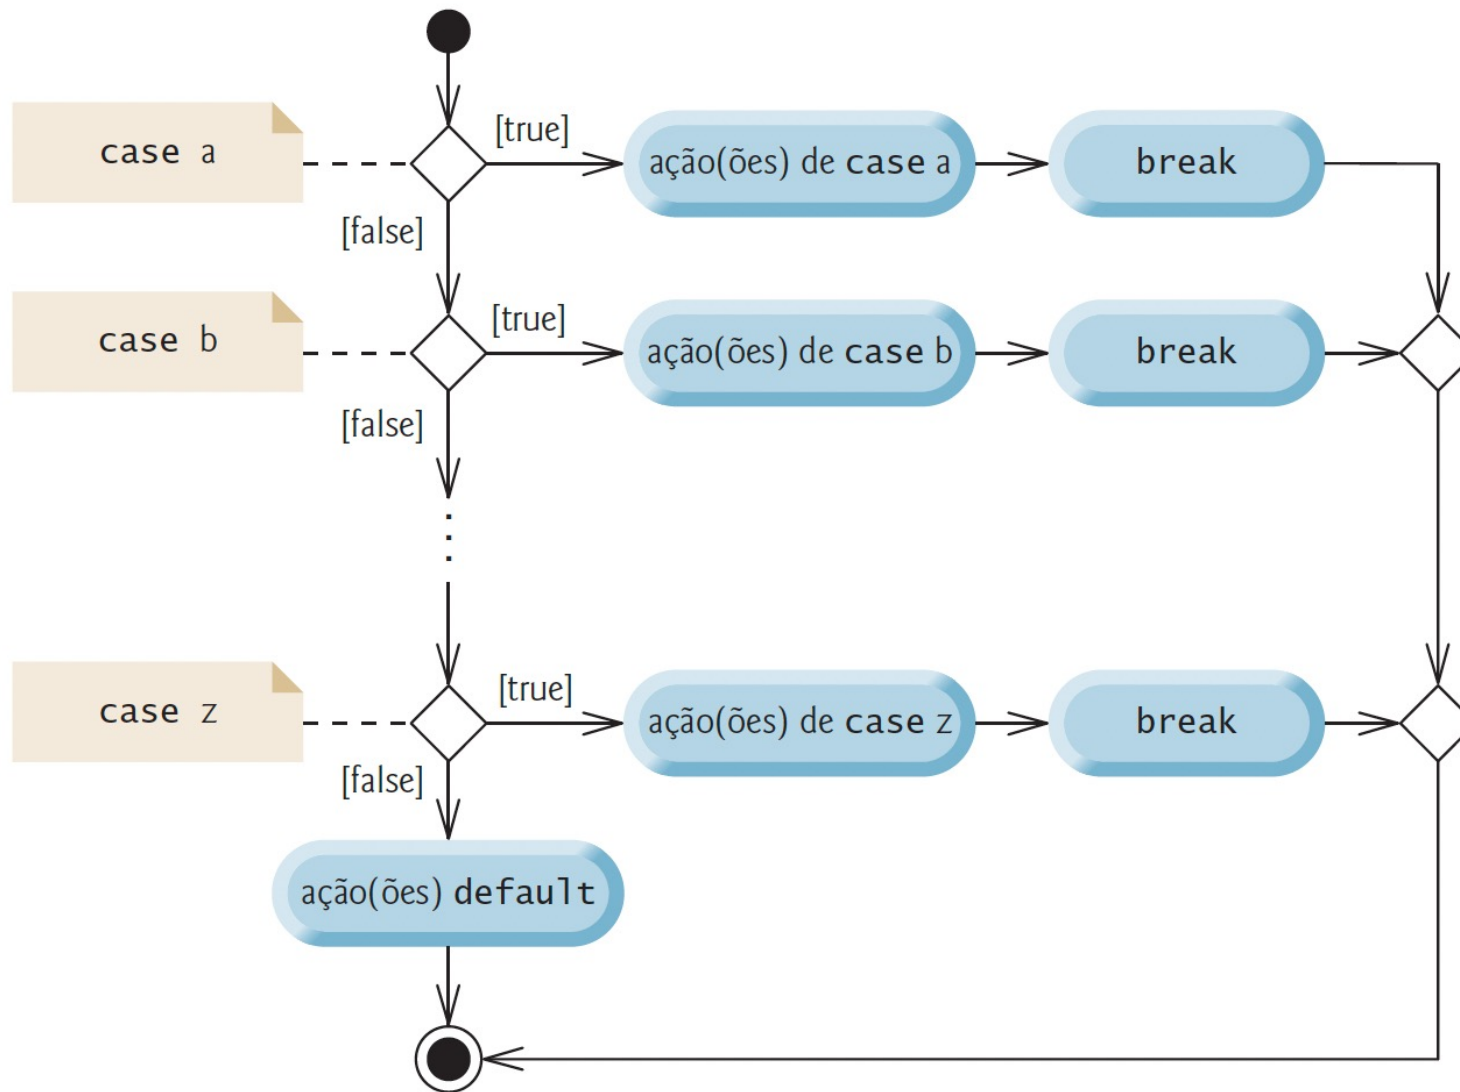 case a
[true]
ação(ões) de case a
break
[false]
case b
[true]
ação(ões) de case b
break
[false]
case z
[true]
ação(ões) de case z
break
[false]
ação(ões) default